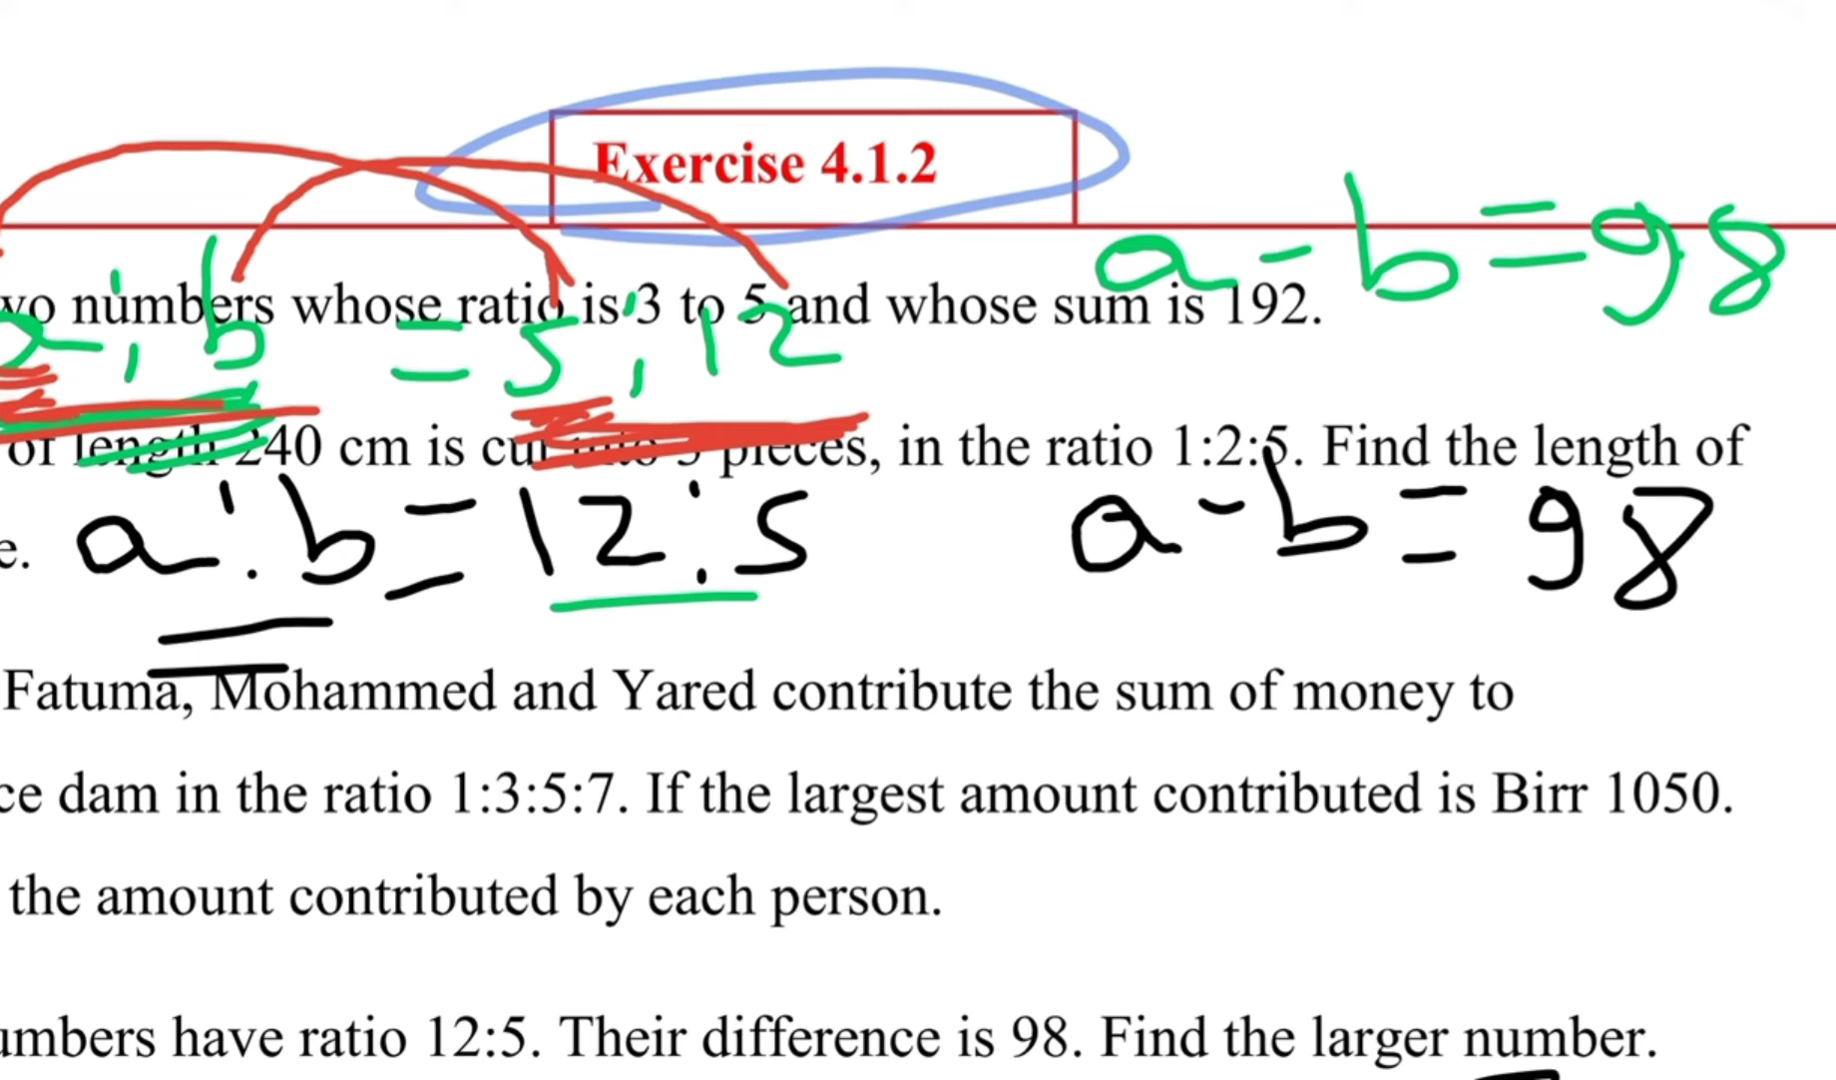 Exercise 4.1.2
a - b = 98
wo numbers whose ratio is 3 to 5 and whose sum is 192.
a : b = 5 : 12
of length 240 cm is cut into 3 pieces, in the ratio 1:2:5. Find the length of
e. a : b = 12 : 5 a - b = 98
Fatuma, Mohammed and Yared contribute the sum of money to
ce dam in the ratio 1:3:5:7. If the largest amount contributed is Birr 1050.
the amount contributed by each person.
umbers have ratio 12:5. Their difference is 98. Find the larger number.